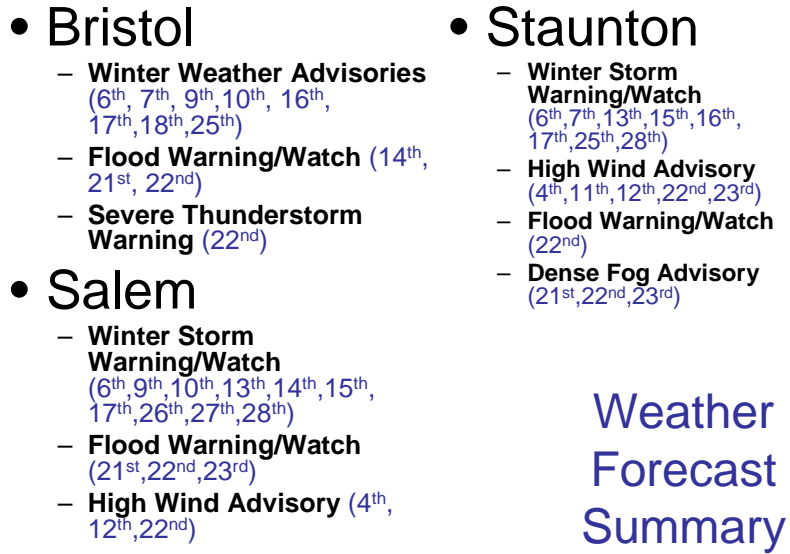 • Bristol
– Winter Weather Advisories
(6th, 7th, 9th,10th, 16th,
17th,18th,25th)
– Flood Warning/Watch (14th,
21st, 22nd)
– Severe Thunderstorm
Warning (22nd)
• Salem
– Winter Storm
Warning/Watch
(6th,9th,10th,13th,14th,15th,
17th,26th,27th,28th)
– Flood Warning/Watch
(21st,22nd,23rd)
– High Wind Advisory (4th,
12th,22nd)
• Staunton
– Winter Storm
Warning/Watch
(6th,7th,13th,15th,16th,
17th,25th,28th)
– High Wind Advisory
(4th,11th,12th,22nd,23rd)
– Flood Warning/Watch
(22nd)
– Dense Fog Advisory
(21st,22nd,23rd)
Weather
Forecast
Summary